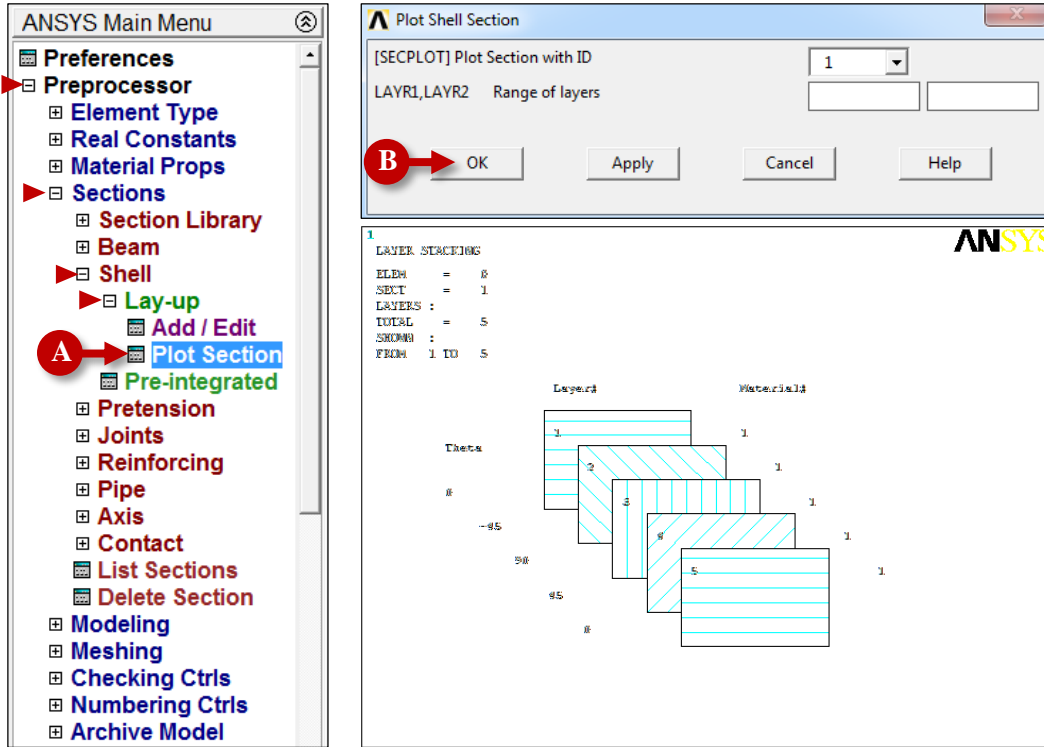 ANSYS Main Menu
Preferences
Preprocessor
Element Type
Real Constants
Material Props
Sections
Section Library
Beam
Shell
Lay-up
Add / Edit
A
Plot Section
Pre-integrated
Pretension
Joints
Reinforcing
Pipe
Axis
Contact
List Sections
Delete Section
Modeling
Meshing
Checking Ctrls
Numbering Ctrls
Archive Model
Plot Shell Section
[SECPLOT] Plot Section with ID 1
LAYR1,LAYR2 Range of layers
B OK Apply Cancel Help
1
ANSYS
LAYER STACKING
ELEM = 0
SECT = 1
LAYERS :
TOTAL = 5
SHOWN :
FROM 1 TO 5
Layer# Material#
1 1
Theta
2 1
0
3 1
-45
4 1
90
5 1
45
0